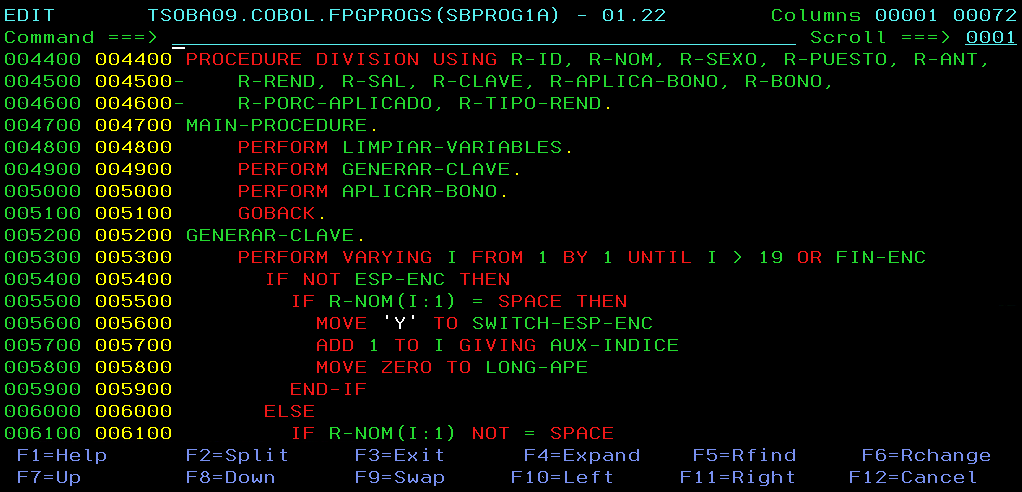 EDIT       TSOBA09.COBOL.FPGPROGS(SBPROG1A) - 01.22        Columns 00001 00072
Command ===>                                                  Scroll ===> 0001
004400 004400 PROCEDURE DIVISION USING R-ID, R-NOM, R-SEXO, R-PUESTO, R-ANT,
004500 004500-    R-REND, R-SAL, R-CLAVE, R-APLICA-BONO, R-BONO,
004600 004600-    R-PORC-APLICADO, R-TIPO-REND.
004700 004700 MAIN-PROCEDURE.
004800 004800     PERFORM LIMPIAR-VARIABLES.
004900 004900     PERFORM GENERAR-CLAVE.
005000 005000     PERFORM APLICAR-BONO.
005100 005100     GOBACK.
005200 005200 GENERAR-CLAVE.
005300 005300     PERFORM VARYING I FROM 1 BY 1 UNTIL I > 19 OR FIN-ENC
005400 005400       IF NOT ESP-ENC THEN
005500 005500         IF R-NOM(I:1) = SPACE THEN
005600 005600           MOVE 'Y' TO SWITCH-ESP-ENC
005700 005700           ADD 1 TO I GIVING AUX-INDICE
005800 005800           MOVE ZERO TO LONG-APE
005900 005900         END-IF
006000 006000       ELSE
006100 006100         IF R-NOM(I:1) NOT = SPACE
F1=Help      F2=Split     F3=Exit      F4=Expand    F5=Rfind     F6=Rchange
F7=Up        F8=Down      F9=Swap      F10=Left     F11=Right    F12=Cancel